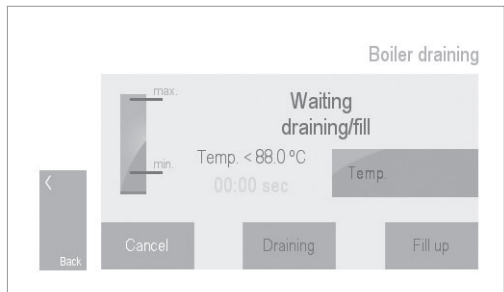 Boiler draining
max.
Waiting
draining/fill
min.
Temp. < 88.0 ºC
Temp.
00:00 sec
<
Back
Cancel
Draining
Fill up